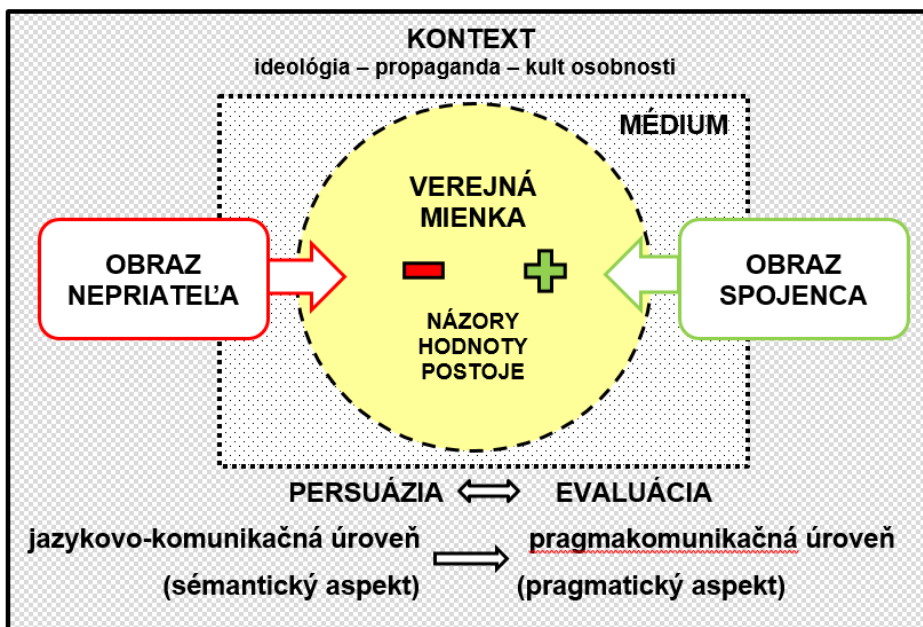 KONTEXT
ideológia – propaganda – kult osobnosti
MÉDIUM
VEREJNÁ
MIENKA
OBRAZ
NEPRIATEĽA
OBRAZ
SPOJENCA
NÁZORY
HODNOTY
POSTOJE
PERSUÁZIA EVALUÁCIA
jazykovo-komunikačná úroveň pragmakomunikačná úroveň
(sémantický aspekt) (pragmatický aspekt)